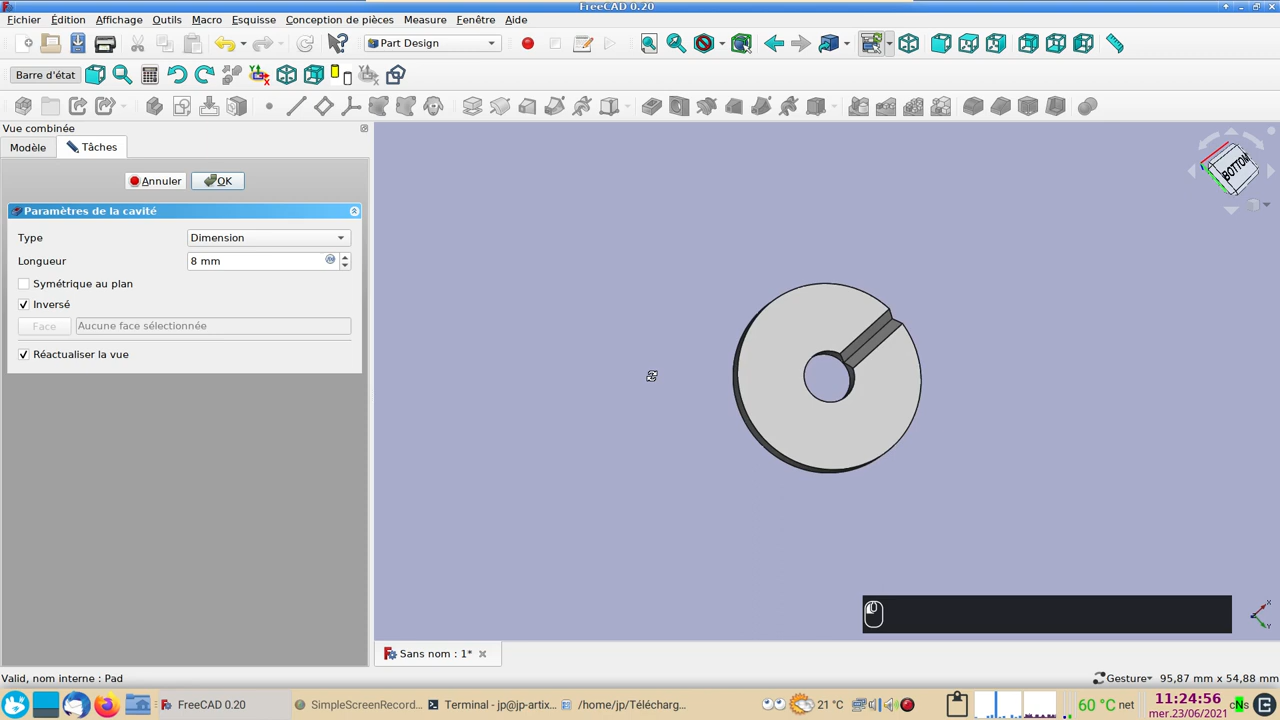 FreeCAD 0.20
Fichier Édition Affichage Outils Macro Esquisse Conception de pièces Measure Fenêtre Aide
Part Design
Barre d'état
Vue combinée
Modèle Tâches
Annuler OK
Paramètres de la cavité
Type Dimension
Longueur 8 mm
Symétrique au plan
Inversé
Face Aucune face sélectionnée
Réactualiser la vue
BOTTOM
Sans nom : 1*
Valid, nom interne : Pad
Gesture 95,87 mm x 54,88 mm
FreeCAD 0.20 SimpleScreenRecord... Terminal - jp@jp-artix... /home/jp/Télécharg... 21 °C 60 °C net 11:24:56
mer.23/06/2021